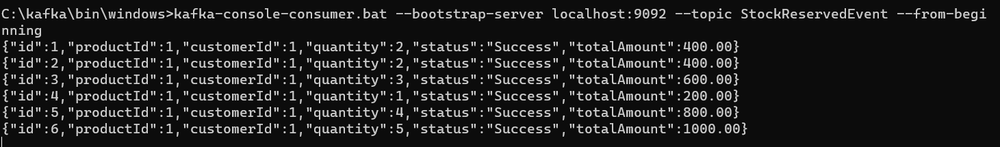 C:\kafka\bin\windows>kafka-console-consumer.bat --bootstrap-server localhost:9092 --topic StockReservedEvent --from-begi
nning
{"id":1,"productId":1,"customerId":1,"quantity":2,"status":"Success","totalAmount":400.00}
{"id":2,"productId":1,"customerId":1,"quantity":2,"status":"Success","totalAmount":400.00}
{"id":3,"productId":1,"customerId":1,"quantity":3,"status":"Success","totalAmount":600.00}
{"id":4,"productId":1,"customerId":1,"quantity":1,"status":"Success","totalAmount":200.00}
{"id":5,"productId":1,"customerId":1,"quantity":4,"status":"Success","totalAmount":800.00}
{"id":6,"productId":1,"customerId":1,"quantity":5,"status":"Success","totalAmount":1000.00}